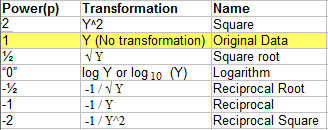 Power(p) Transformation Name
2 Y^2 Square
1 Y (No transformation) Original Data
½ √ Y Square root
“0” log Y or log 10 (Y) Logarithm
-½ -1 / √ Y Reciprocal Root
-1 -1 / Y Reciprocal
-2 -1 / Y^2 Reciprocal Square